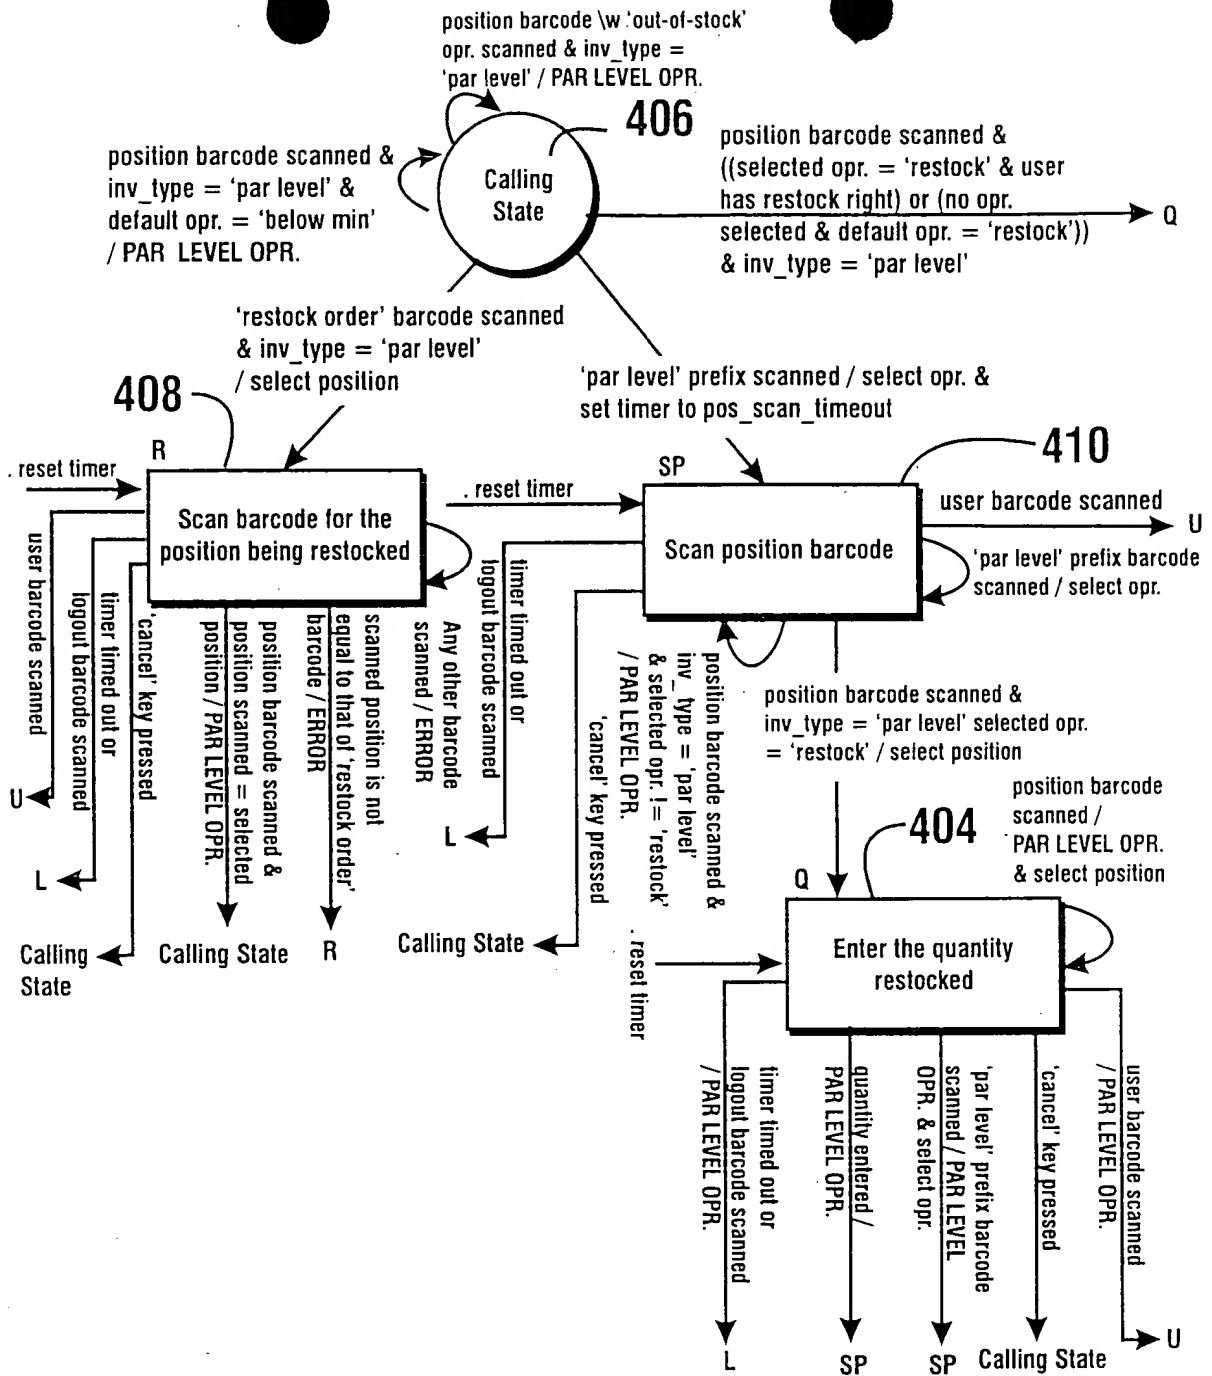 position barcode \w 'out-of-stock'
opr. scanned & inv_type =
'par level' / PAR LEVEL OPR.
406
position barcode scanned &
inv_type = 'par level' &
default opr. = 'below min'
/ PAR LEVEL OPR.
Calling
State
position barcode scanned &
((selected opr. = 'restock' & user
has restock right) or (no opr.
selected & default opr. = 'restock'))
& inv_type = 'par level'
Q
'restock order' barcode scanned
& inv_type = 'par level'
/ select position
'par level' prefix scanned / select opr. &
set timer to pos_scan_timeout
408
R
. reset timer
Scan barcode for the
position being restocked
410
SP
. reset timer
Scan position barcode
user barcode scanned
U
'par level' prefix barcode
scanned / select opr.
user barcode scanned
U
timer timed out or
logout barcode scanned
L
'cancel' key pressed
Calling
State
position barcode scanned &
position scanned = selected
position / PAR LEVEL OPR.
Calling State
scanned position is not
equal to that of 'restock order'
barcode / ERROR
R
Any other barcode
scanned / ERROR
timer timed out or
logout barcode scanned
L
'cancel' key pressed
Calling State
position barcode scanned &
inv_ type = 'par level'
& selected opr. ! = 'restock'
/ PAR LEVEL OPR.
position barcode scanned &
inv_type = 'par level' selected opr.
= 'restock' / select position
404
position barcode
scanned /
PAR LEVEL OPR.
& select position
Q
. reset timer
Enter the quantity
restocked
timer timed out or
logout barcode scanned
/ PAR LEVEL OPR.
L
quantity entered /
PAR LEVEL OPR.
SP
'par level' prefix barcode
scanned / PAR LEVEL
OPR. & select opr.
SP
'cancel' key pressed
Calling State
user barcode scanned
/ PAR LEVEL OPR.
U